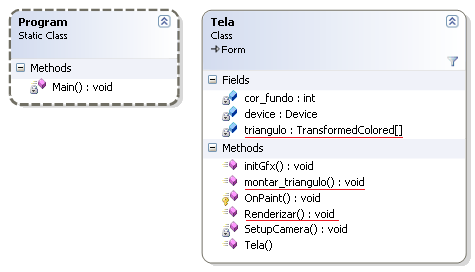 Program
Static Class
Methods
Main() : void
Tela
Class
Form
Fields
cor_fundo : int
device : Device
triangulo : TransformedColored[]
Methods
initGfx() : void
montar_triangulo() : void
OnPaint() : void
Renderizar() : void
SetupCamera() : void
Tela()